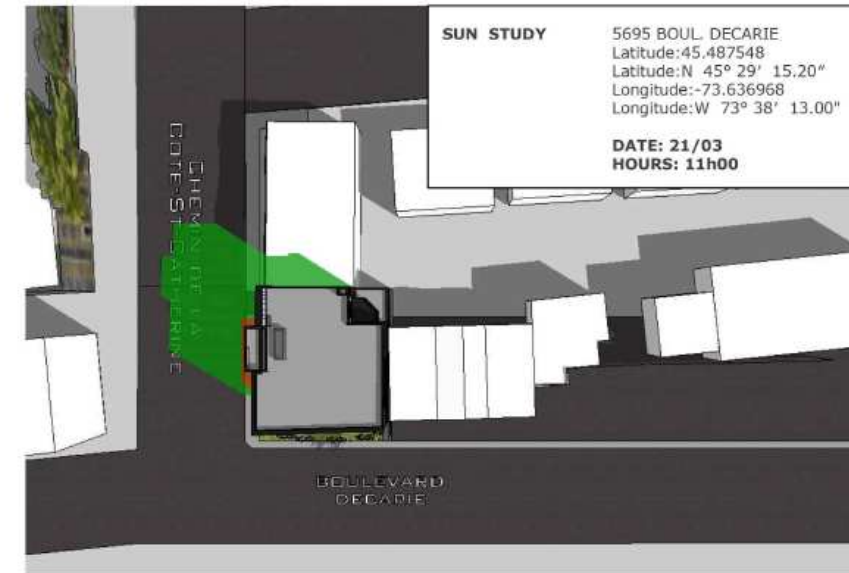 SUN STUDY
5695 BOUL. DECARIE
Latitude:45.487548
Latitude:N 45° 29' 15.20"
Longitude:-73.636968
Longitude:W 73° 38' 13.00"
DATE: 21/03
HOURS: 11h00
CHEMIN DE LA
COTE-ST-CATHERINE
BOULEVARD
DECARIE